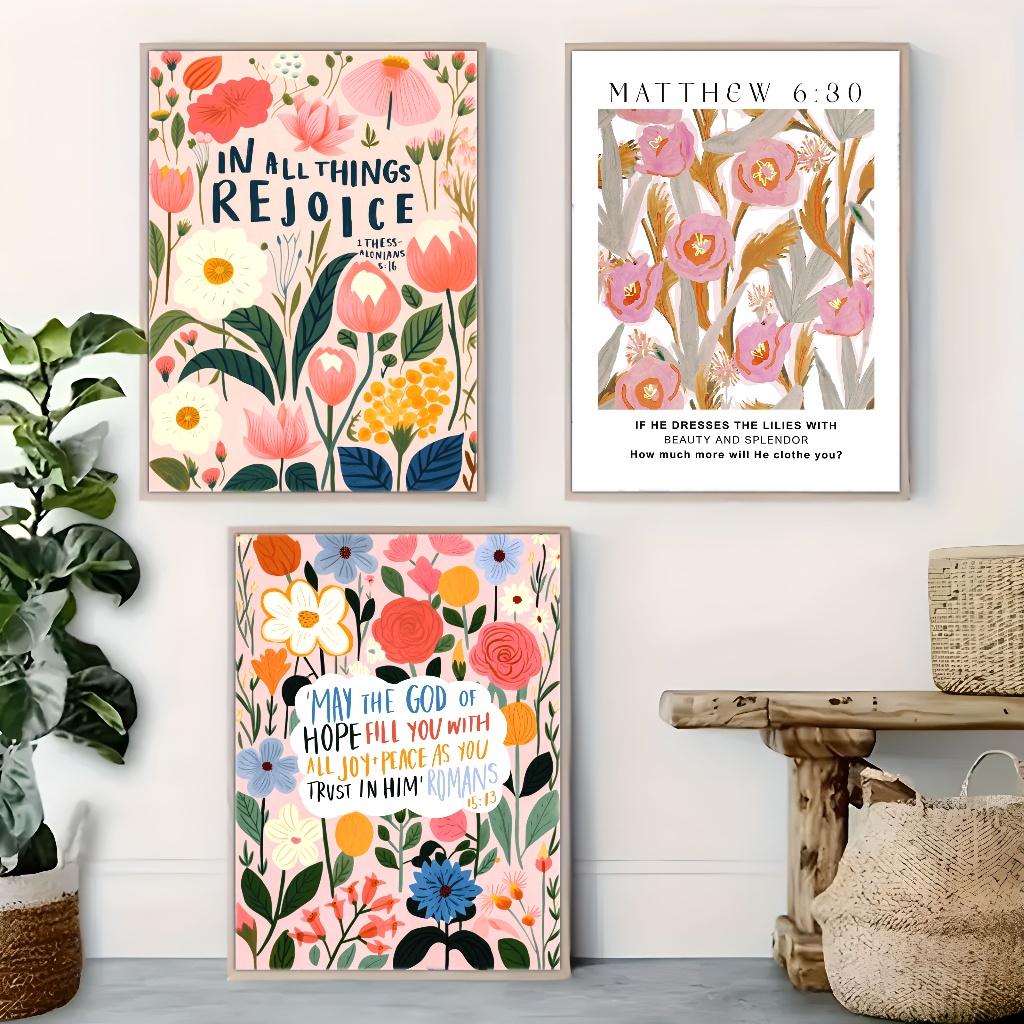 IN ALL THINGS
REJOICE
1 THESS-
ALONIANS
5:16
MATTHEW 6:30
IF HE DRESSES THE LILIES WITH
BEAUTY AND SPLENDOR
How much more will He clothe you?
'MAY THE GOD OF
HOPE FILL YOU WITH
ALL JOY + PEACE AS YOU
TRUST IN HIM' ROMANS
15:13